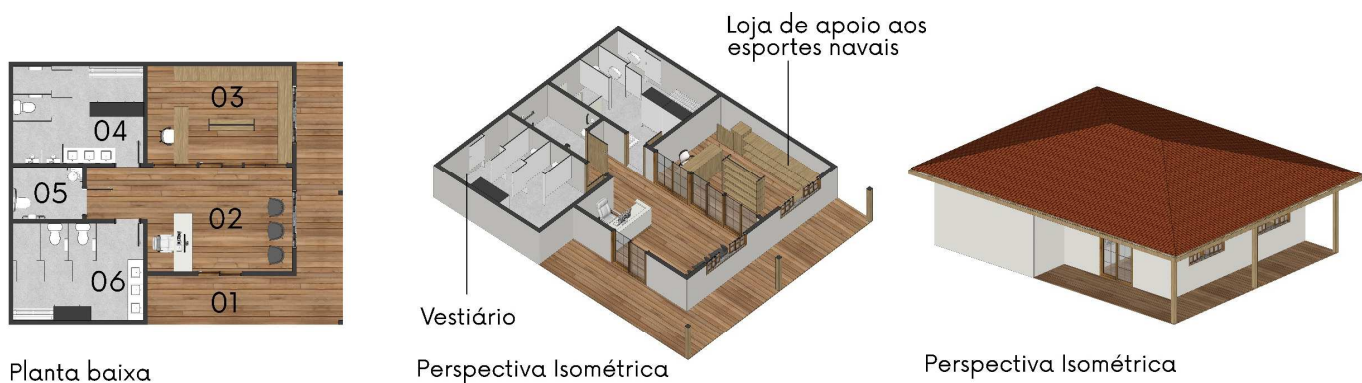 Loja de apoio aos
esportes navais
03
04
05
02
06
01
Vestiário
Planta baixa
Perspectiva Isométrica
Perspectiva Isométrica